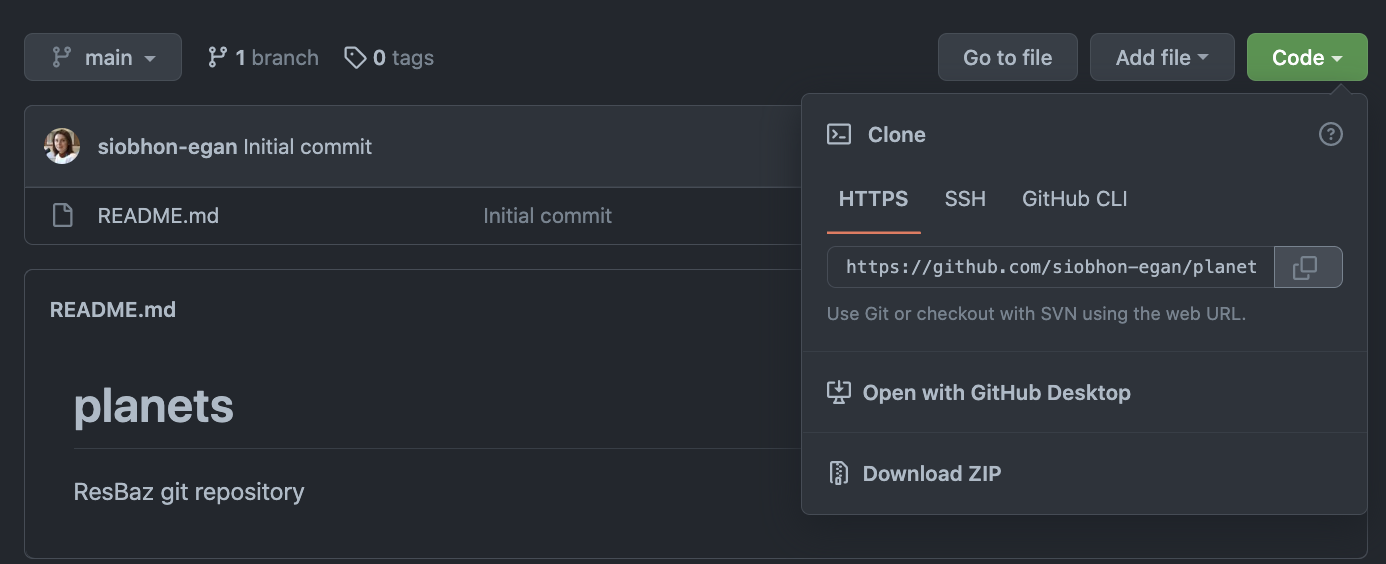 main
1 branch
0 tags
Go to file
Add file
Code
siobhon-egan Initial commit
README.md Initial commit
README.md
planets
ResBaz git repository
Clone
HTTPS SSH GitHub CLI
https://github.com/siobhon-egan/planet
Use Git or checkout with SVN using the web URL.
Open with GitHub Desktop
Download ZIP